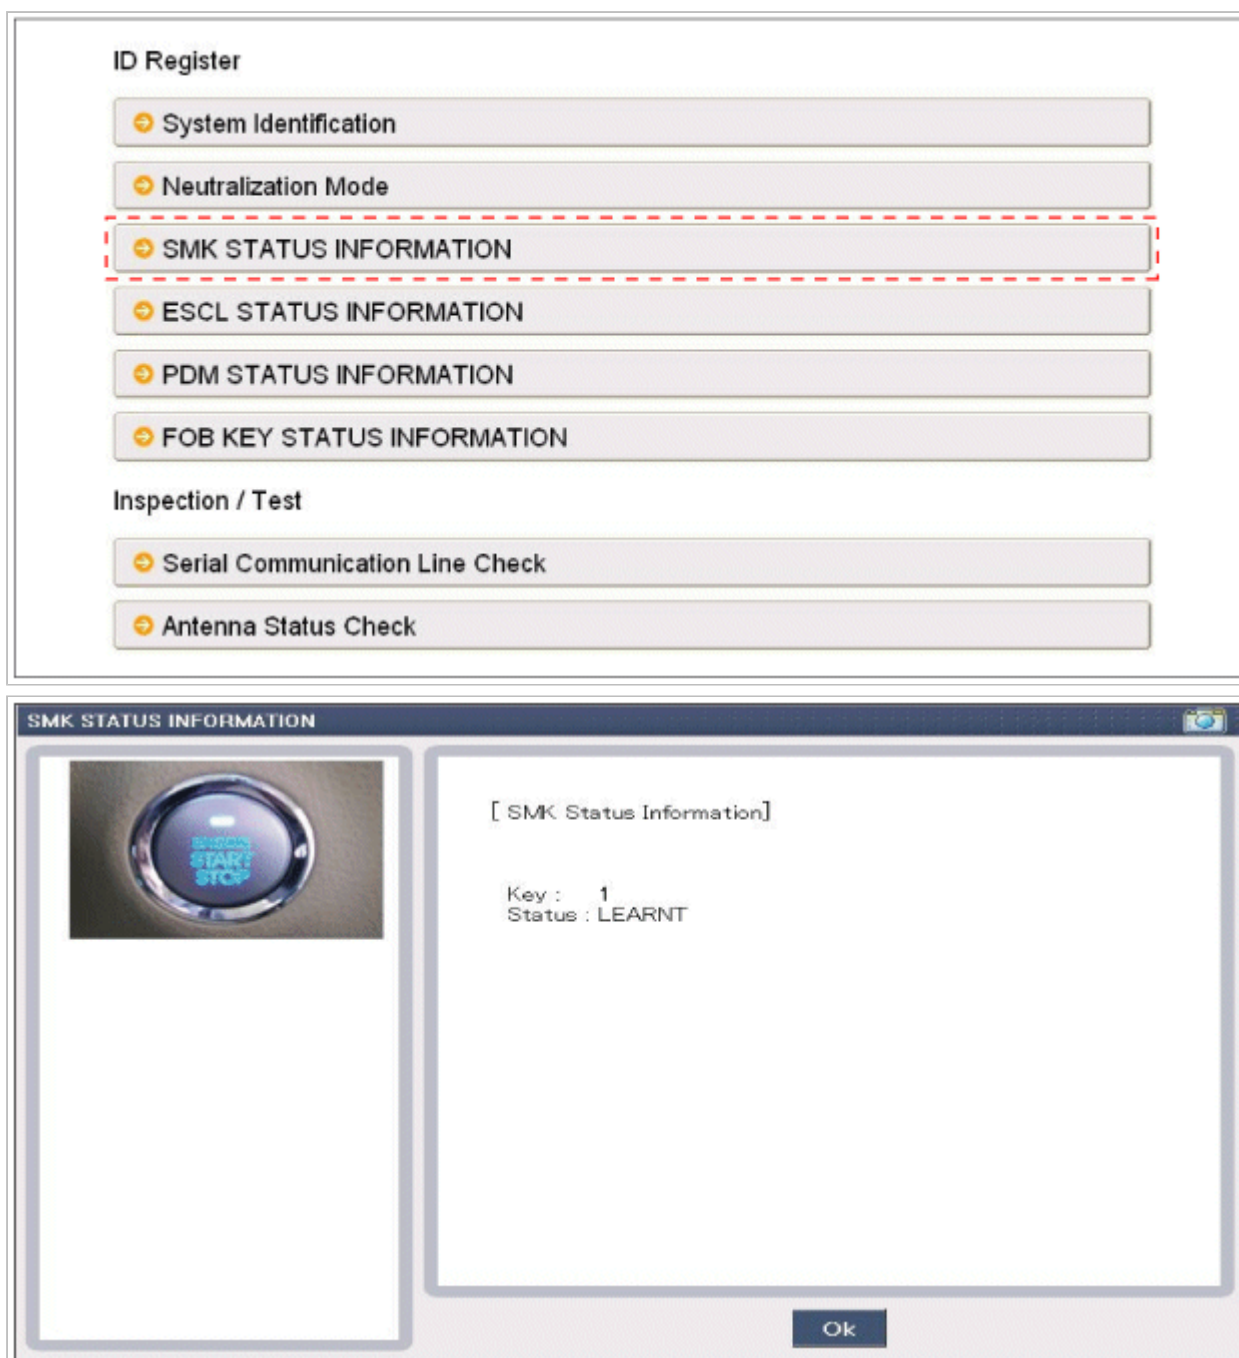 ID Register
System Identification
Neutralization Mode
SMK STATUS INFORMATION
ESCL STATUS INFORMATION
PDM STATUS INFORMATION
FOB KEY STATUS INFORMATION
Inspection / Test
Serial Communication Line Check
Antenna Status Check
SMK STATUS INFORMATION
ENGINE
START
STOP
[ SMK Status Information]
Key : 1
Status : LEARNT
Ok